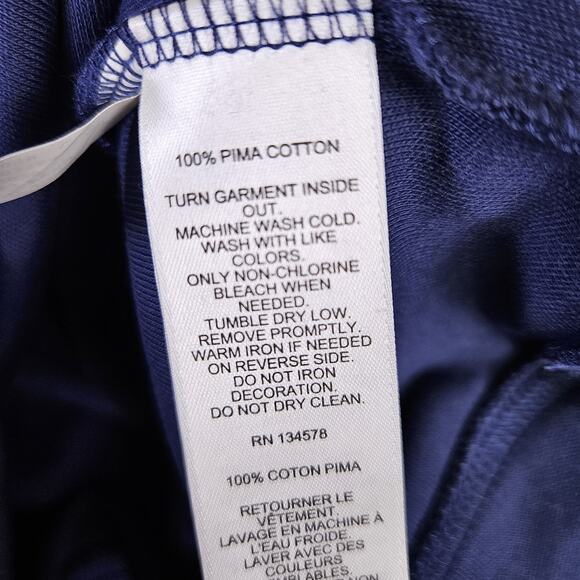 100% PIMA COTTON
TURN GARMENT INSIDE
OUT.
MACHINE WASH COLD.
WASH WITH LIKE
COLORS.
ONLY NON-CHLORINE
BLEACH WHEN
NEEDED.
TUMBLE DRY LOW.
REMOVE PROMPTLY.
WARM IRON IF NEEDED
ON REVERSE SIDE.
DO NOT IRON
DECORATION.
DO NOT DRY CLEAN.
RN 134578
100% COTON PIMA
RETOURNER LE
VÊTEMENT.
LAVAGE EN MACHINE À
L'EAU FROIDE.
LAVER AVEC DES
COULEURS